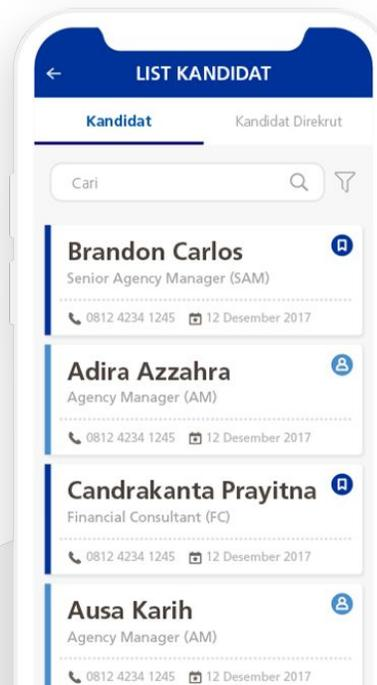 LIST KANDIDAT
Kandidat Kandidat Direkrut
Cari
Brandon Carlos
Senior Agency Manager (SAM)
0812 4234 1245 12 Desember 2017
Adira Azzahra
Agency Manager (AM)
0812 4234 1245 12 Desember 2017
Candrakanta Prayitna
Financial Consultant (FC)
0812 4234 1245 12 Desember 2017
Ausa Karih
Agency Manager (AM)
0812 4234 1245 12 Desember 2017